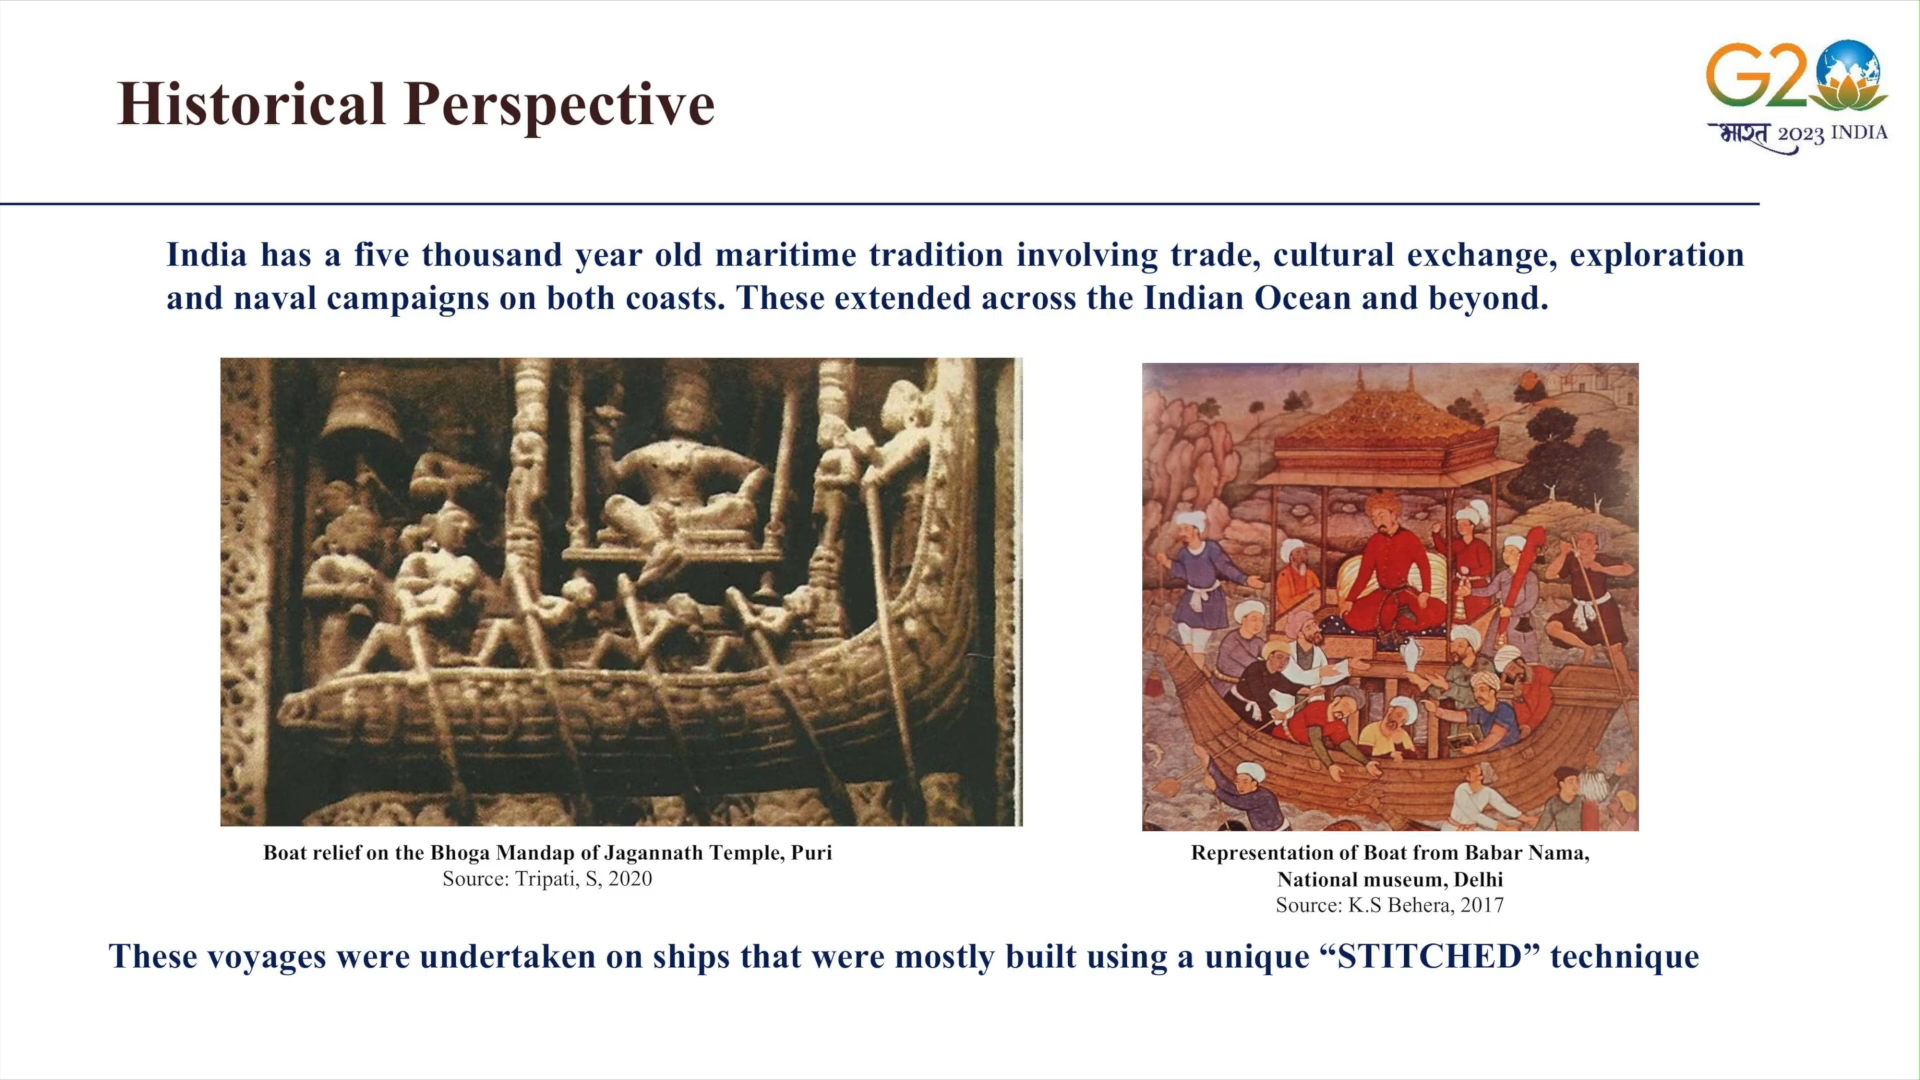 Historical Perspective
G20
भारत 2023 INDIA
India has a five thousand year old maritime tradition involving trade, cultural exchange, exploration
and naval campaigns on both coasts. These extended across the Indian Ocean and beyond.
Boat relief on the Bhoga Mandap of Jagannath Temple, Puri
Source: Tripati, S, 2020
Representation of Boat from Babar Nama,
National museum, Delhi
Source: K.S Behera, 2017
These voyages were undertaken on ships that were mostly built using a unique “STITCHED” technique